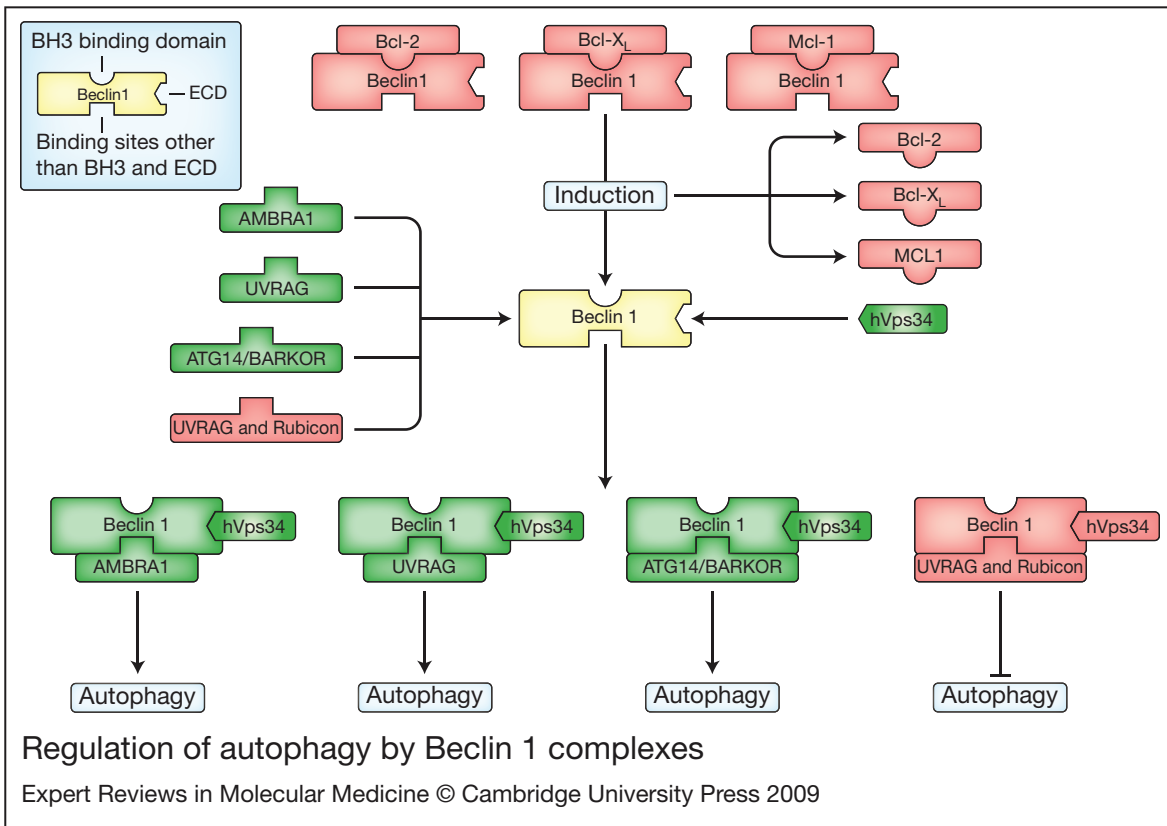 BH3 binding domain
Beclin1
ECD
Binding sites other
than BH3 and ECD
Bcl-2
Beclin1
Bcl-XL
Beclin 1
Mcl-1
Beclin 1
Induction
Bcl-2
Bcl-XL
MCL1
AMBRA1
UVRAG
ATG14/BARKOR
UVRAG and Rubicon
Beclin 1
hVps34
Beclin 1
hVps34
AMBRA1
Beclin 1
hVps34
UVRAG
Beclin 1
hVps34
ATG14/BARKOR
Beclin 1
hVps34
UVRAG and Rubicon
Autophagy
Autophagy
Autophagy
Autophagy
Regulation of autophagy by Beclin 1 complexes
Expert Reviews in Molecular Medicine © Cambridge University Press 2009